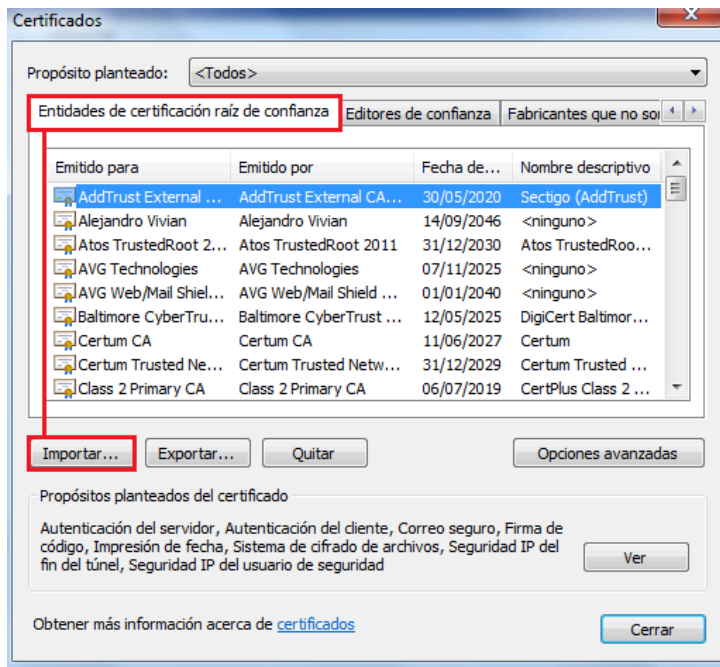 Certificados
Propósito planteado: <Todos>
Entidades de certificación raíz de confianza Editores de confianza Fabricantes que no so
Emitido para Emitido por Fecha de... Nombre descriptivo
AddTrust External ... AddTrust External CA... 30/05/2020 Sectigo (AddTrust)
Alejandro Vivian Alejandro Vivian 14/09/2046 <ninguno>
Atos TrustedRoot 2... Atos TrustedRoot 2011 31/12/2030 Atos TrustedRoo...
AVG Technologies AVG Technologies 07/11/2025 <ninguno>
AVG Web/Mail Shiel... AVG Web/Mail Shield ... 01/01/2040 <ninguno>
Baltimore CyberTru... Baltimore CyberTrust ... 12/05/2025 DigiCert Baltimor...
Certum CA Certum CA 11/06/2027 Certum
Certum Trusted Ne... Certum Trusted Netw... 31/12/2029 Certum Trusted ...
Class 2 Primary CA Class 2 Primary CA 06/07/2019 CertPlus Class 2 ...
Importar... Exportar... Quitar Opciones avanzadas
Propósitos planteados del certificado
Autenticación del servidor, Autenticación del cliente, Correo seguro, Firma de
código, Impresión de fecha, Sistema de cifrado de archivos, Seguridad IP del
fin del túnel, Seguridad IP del usuario de seguridad
Ver
Obtener más información acerca de certificados
Cerrar